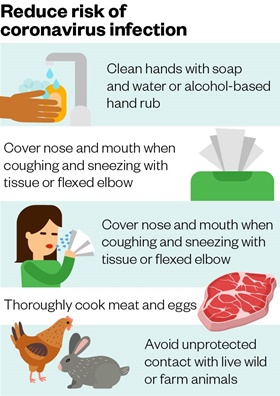 Reduce risk of
coronavirus infection
Clean hands with soap
and water or alcohol-based
hand rub
Cover nose and mouth when
coughing and sneezing with
tissue or flexed elbow
Cover nose and mouth when
coughing and sneezing with
tissue or flexed elbow
Thoroughly cook meat and eggs
Avoid unprotected
contact with live wild
or farm animals